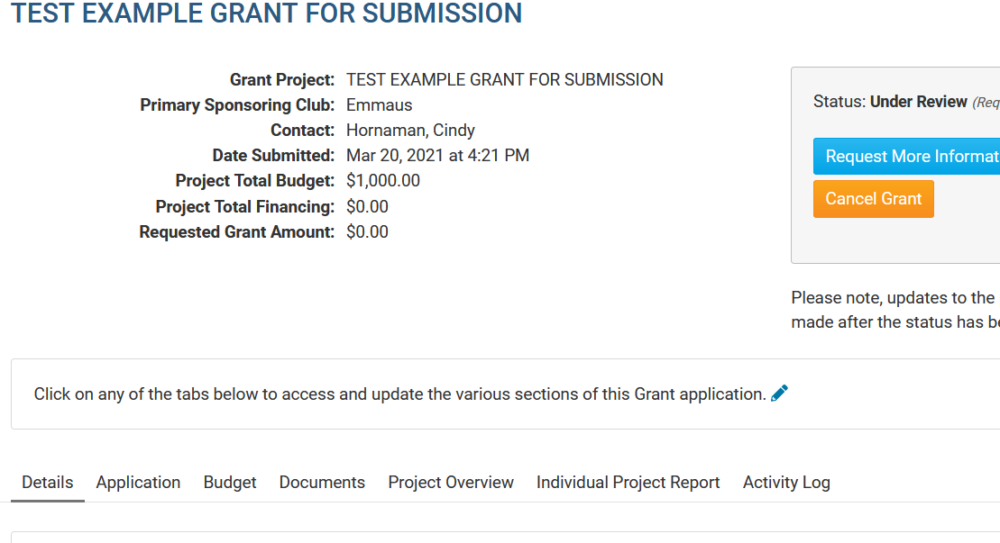 TEST EXAMPLE GRANT FOR SUBMISSION
Grant Project: TEST EXAMPLE GRANT FOR SUBMISSION
Primary Sponsoring Club: Emmaus
Contact: Hornaman, Cindy
Date Submitted: Mar 20, 2021 at 4:21 PM
Project Total Budget: $1,000.00
Project Total Financing: $0.00
Requested Grant Amount: $0.00
Status: Under Review (Req
Request More Informat
Cancel Grant
Please note, updates to the
made after the status has be
Click on any of the tabs below to access and update the various sections of this Grant application.
Details Application Budget Documents Project Overview Individual Project Report Activity Log